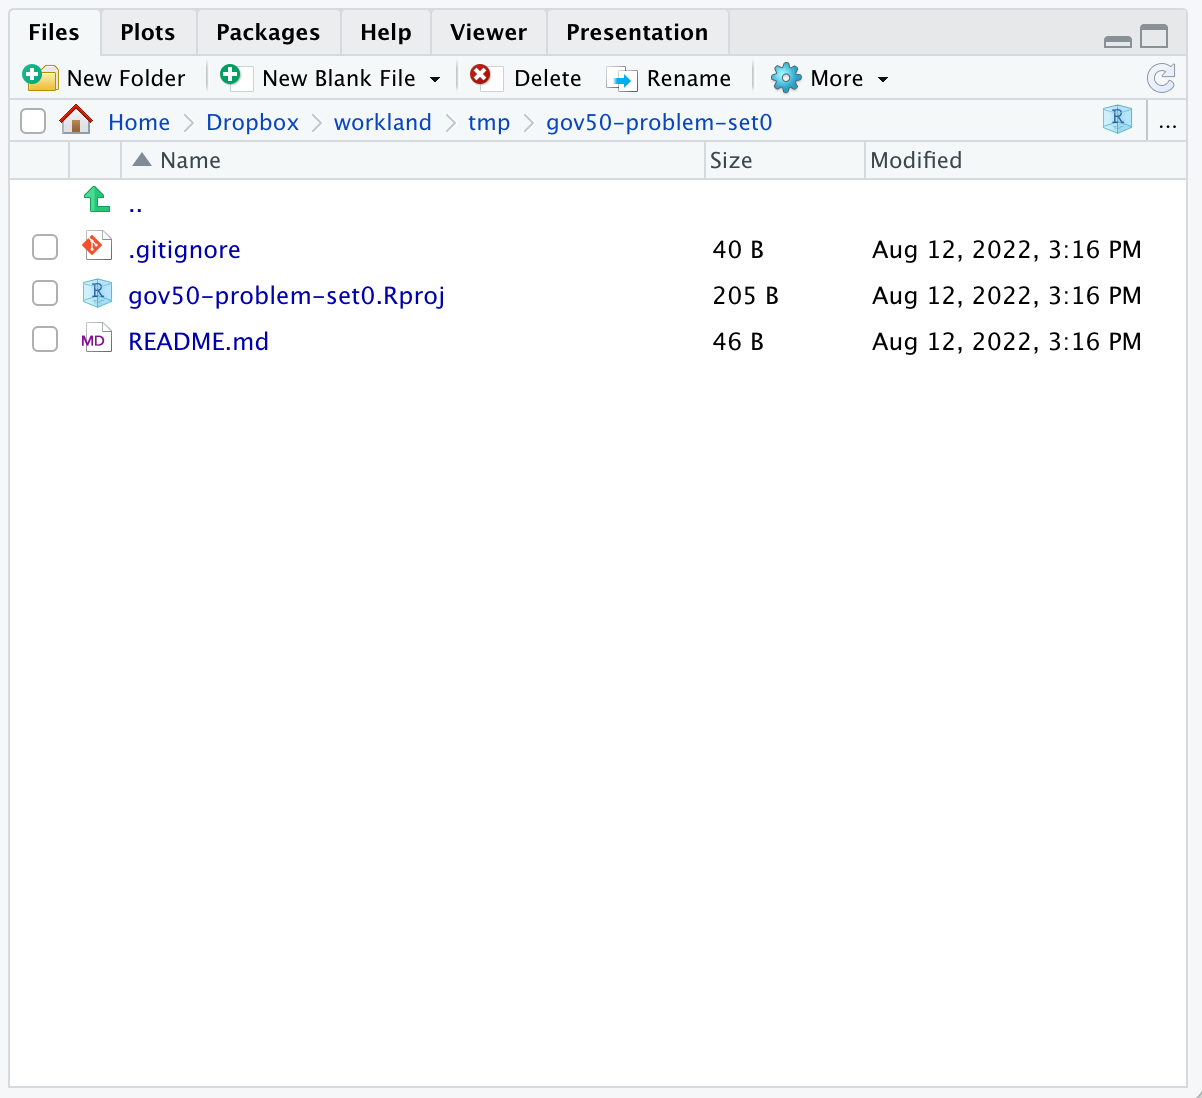 Files Plots Packages Help Viewer Presentation
New Folder New Blank File Delete Rename More
Home Dropbox workland tmp gov50-problem-set0 R ...
Name Size Modified
..
.gitignore 40 B Aug 12, 2022, 3:16 PM
R gov50-problem-set0.Rproj 205 B Aug 12, 2022, 3:16 PM
MD README.md 46 B Aug 12, 2022, 3:16 PM